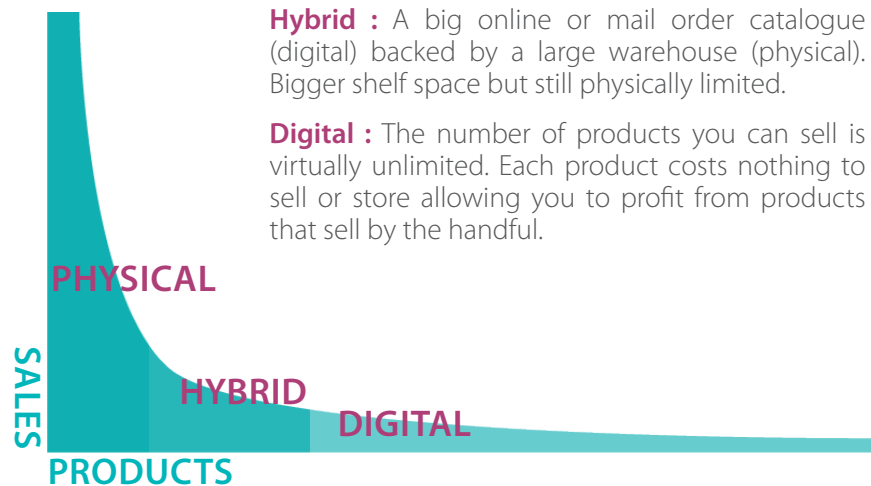 Hybrid : A big online or mail order catalogue
(digital) backed by a large warehouse (physical).
Bigger shelf space but still physically limited.
Digital : The number of products you can sell is
virtually unlimited. Each product costs nothing to
sell or store allowing you to profit from products
that sell by the handful.
PHYSICAL
HYBRID
DIGITAL
SALES
PRODUCTS